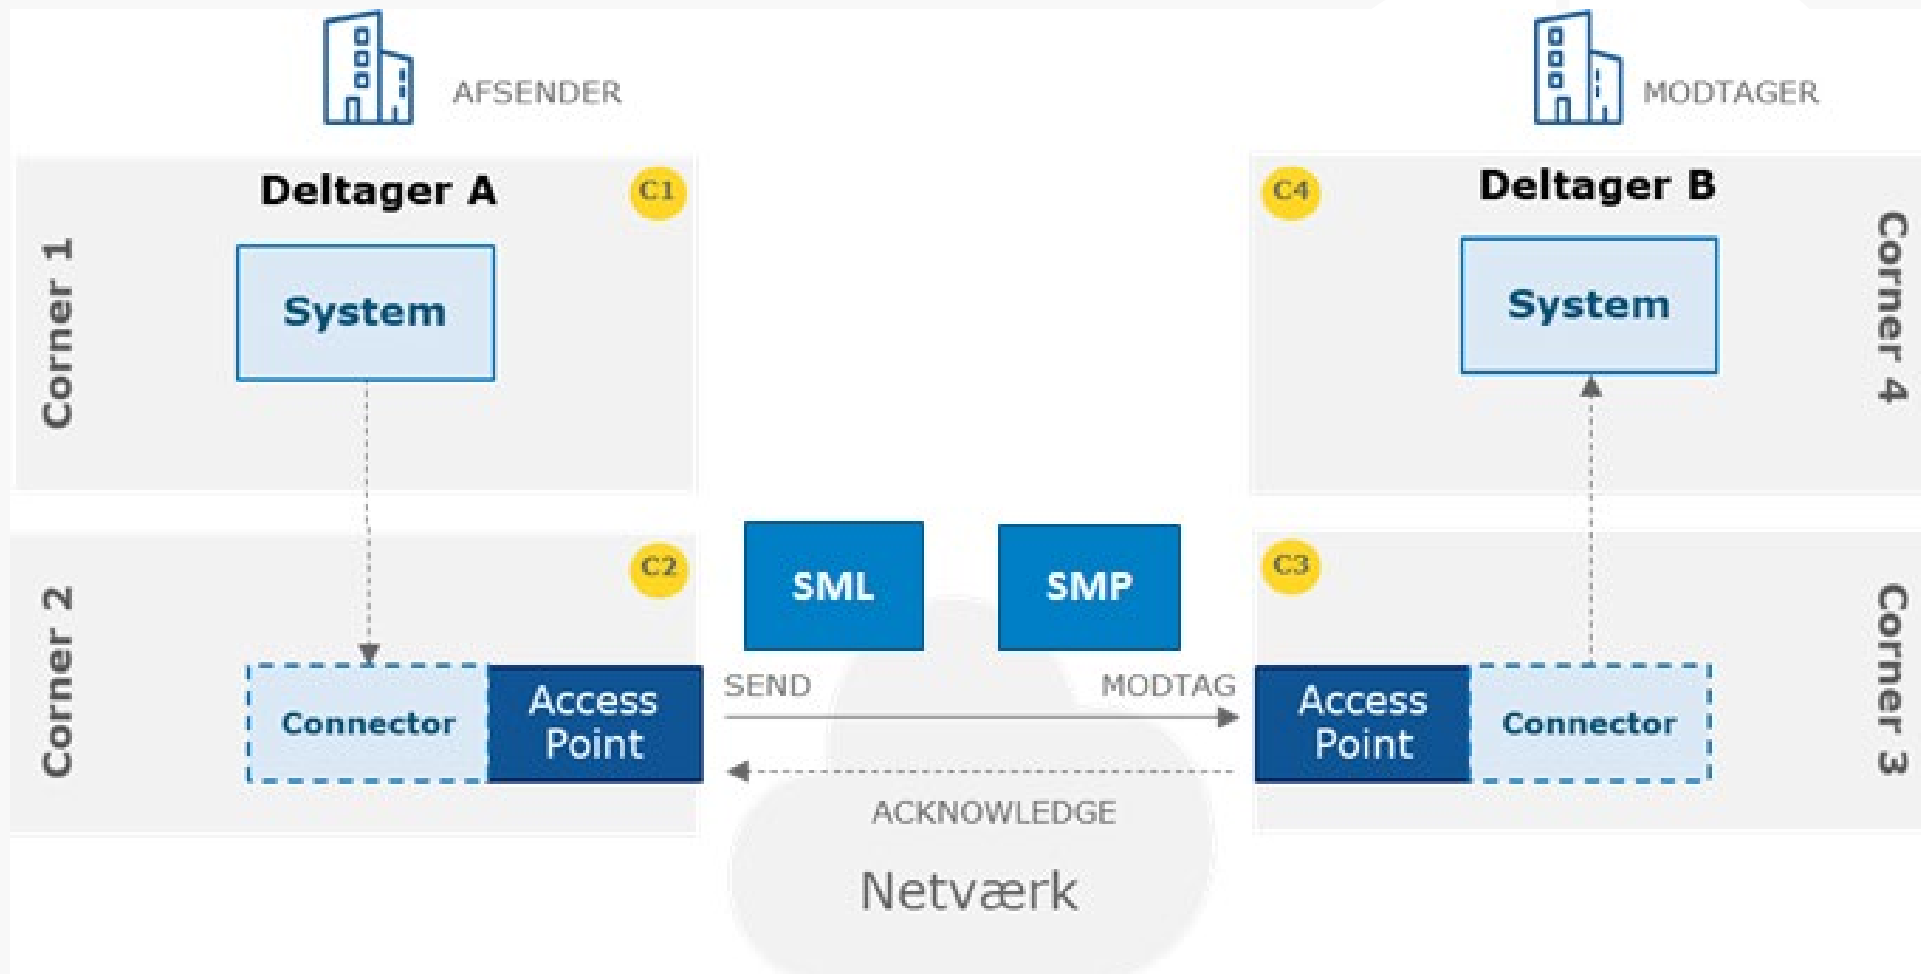 AFSENDER
MODTAGER
Deltager A
C1
C4
Deltager B
Corner 1
System
System
Corner 4
C2
SML
SMP
C3
Corner 2
Connector
Access
Point
SEND
MODTAG
Access
Point
Connector
Corner 3
ACKNOWLEDGE
Netværk